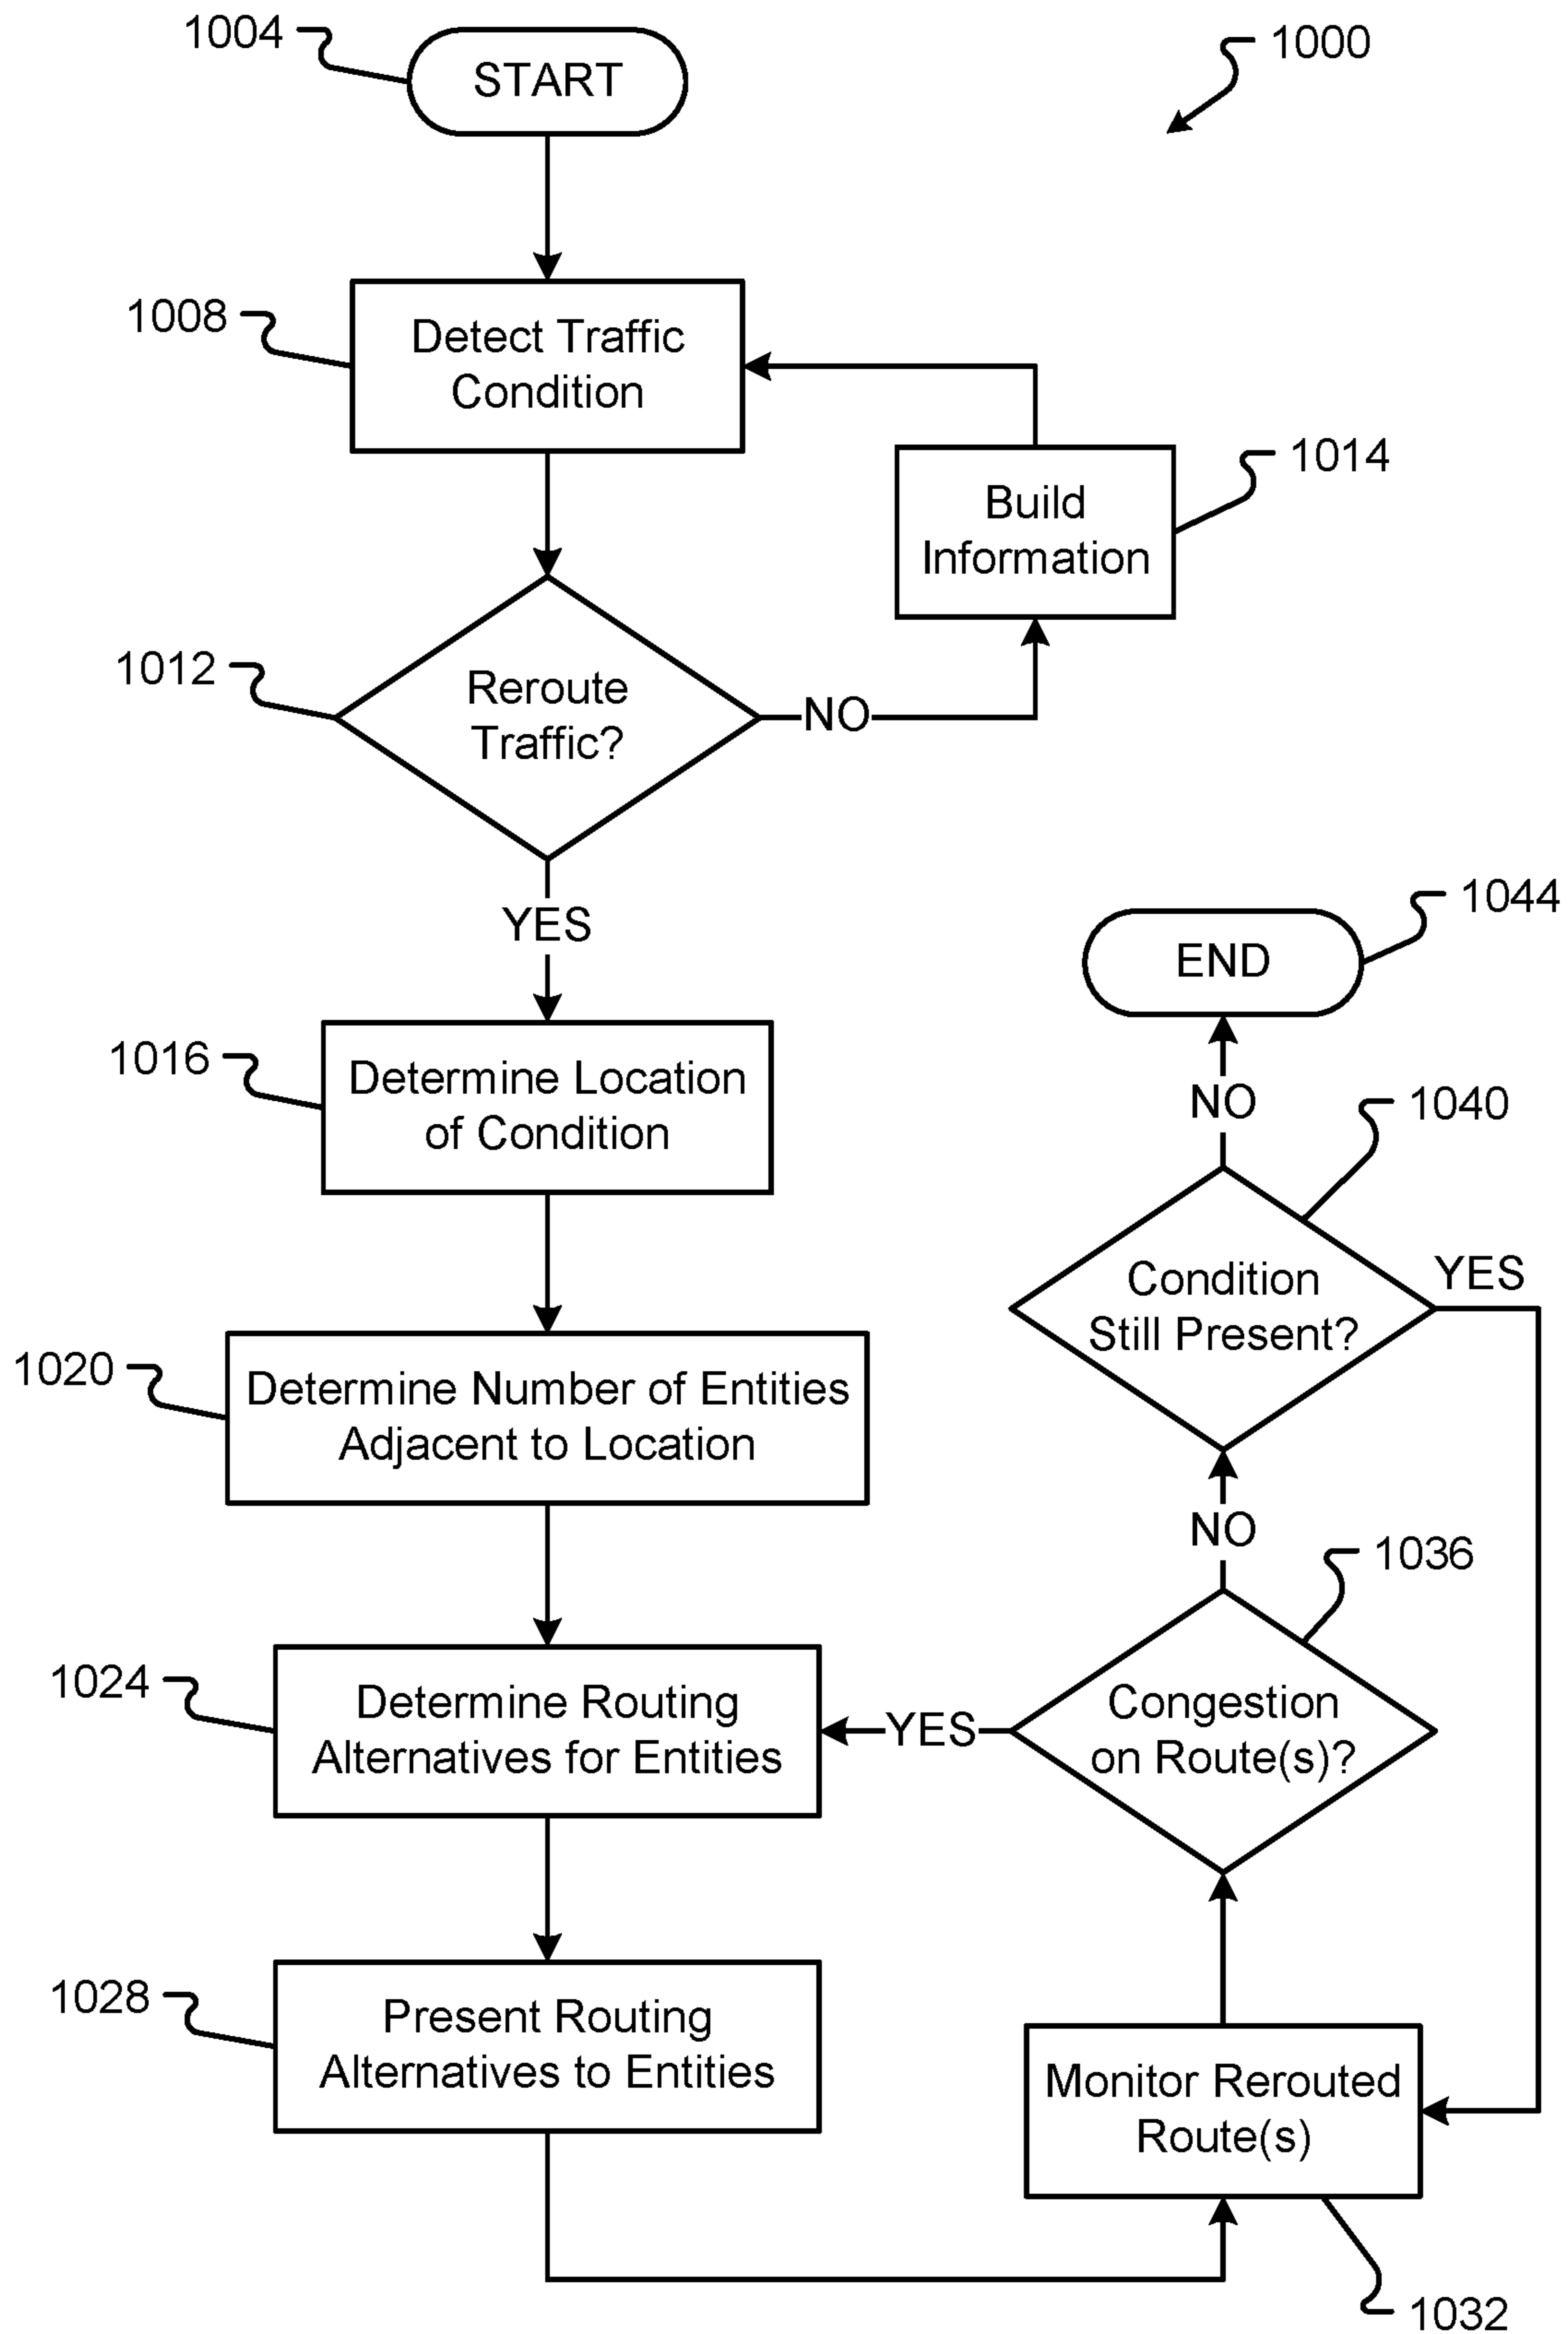 1004
START
1000
1008
Detect Traffic
Condition
1014
Build
Information
1012
Reroute
Traffic?
NO
YES
1016
Determine Location
of Condition
1020
Determine Number of Entities
Adjacent to Location
1024
Determine Routing
Alternatives for Entities
1028
Present Routing
Alternatives to Entities
1044
END
NO
1040
Condition
Still Present?
YES
NO
1036
Congestion
on Route(s)?
YES
Monitor Rerouted
Route(s)
1032